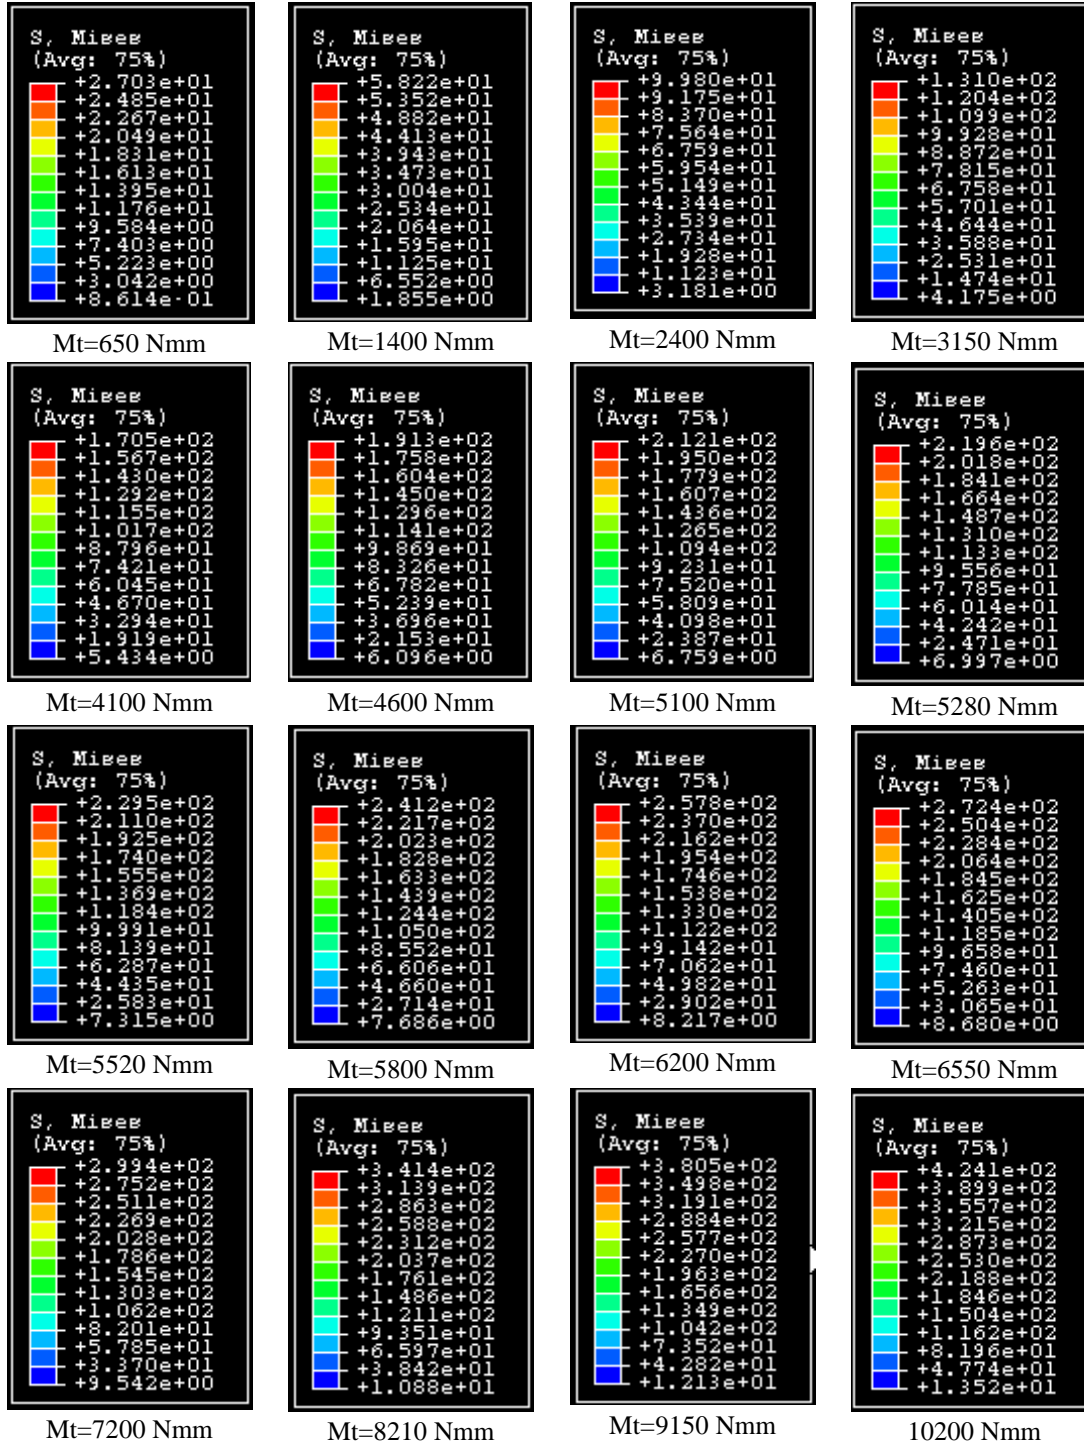 S, Mises
(Avg: 75%)
+2.703e+01
+2.485e+01
+2.267e+01
+2.049e+01
+1.831e+01
+1.613e+01
+1.395e+01
+1.176e+01
+9.584e+00
+7.403e+00
+5.223e+00
+3.042e+00
+8.614e-01
Mt=650 Nmm
S, Mises
(Avg: 75%)
+5.822e+01
+5.352e+01
+4.882e+01
+4.413e+01
+3.943e+01
+3.473e+01
+3.004e+01
+2.534e+01
+2.064e+01
+1.595e+01
+1.125e+01
+6.552e+00
+1.855e+00
Mt=1400 Nmm
S, Mises
(Avg: 75%)
+9.980e+01
+9.175e+01
+8.370e+01
+7.564e+01
+6.759e+01
+5.954e+01
+5.149e+01
+4.344e+01
+3.539e+01
+2.734e+01
+1.928e+01
+1.123e+01
+3.181e+00
Mt=2400 Nmm
S, Mises
(Avg: 75%)
+1.310e+02
+1.204e+02
+1.099e+02
+9.928e+01
+8.872e+01
+7.815e+01
+6.758e+01
+5.701e+01
+4.644e+01
+3.588e+01
+2.531e+01
+1.474e+01
+4.175e+00
Mt=3150 Nmm
S, Mises
(Avg: 75%)
+1.705e+02
+1.567e+02
+1.430e+02
+1.292e+02
+1.155e+02
+1.017e+02
+8.796e+01
+7.421e+01
+6.045e+01
+4.670e+01
+3.294e+01
+1.919e+01
+5.434e+00
Mt=4100 Nmm
S, Mises
(Avg: 75%)
+1.913e+02
+1.758e+02
+1.604e+02
+1.450e+02
+1.296e+02
+1.141e+02
+9.869e+01
+8.326e+01
+6.782e+01
+5.239e+01
+3.696e+01
+2.153e+01
+6.096e+00
Mt=4600 Nmm
S, Mises
(Avg: 75%)
+2.121e+02
+1.950e+02
+1.779e+02
+1.607e+02
+1.436e+02
+1.265e+02
+1.094e+02
+9.231e+01
+7.520e+01
+5.809e+01
+4.098e+01
+2.387e+01
+6.759e+00
Mt=5100 Nmm
S, Mises
(Avg: 75%)
+2.196e+02
+2.018e+02
+1.841e+02
+1.664e+02
+1.487e+02
+1.310e+02
+1.133e+02
+9.556e+01
+7.785e+01
+6.014e+01
+4.242e+01
+2.471e+01
+6.997e+00
Mt=5280 Nmm
S, Mises
(Avg: 75%)
+2.295e+02
+2.110e+02
+1.925e+02
+1.740e+02
+1.555e+02
+1.369e+02
+1.184e+02
+9.991e+01
+8.139e+01
+6.287e+01
+4.435e+01
+2.583e+01
+7.315e+00
Mt=5520 Nmm
S, Mises
(Avg: 75%)
+2.412e+02
+2.217e+02
+2.023e+02
+1.828e+02
+1.633e+02
+1.439e+02
+1.244e+02
+1.050e+02
+8.552e+01
+6.606e+01
+4.660e+01
+2.714e+01
+7.686e+00
Mt=5800 Nmm
S, Mises
(Avg: 75%)
+2.578e+02
+2.370e+02
+2.162e+02
+1.954e+02
+1.746e+02
+1.538e+02
+1.330e+02
+1.122e+02
+9.142e+01
+7.062e+01
+4.982e+01
+2.902e+01
+8.217e+00
Mt=6200 Nmm
S, Mises
(Avg: 75%)
+2.724e+02
+2.504e+02
+2.284e+02
+2.064e+02
+1.845e+02
+1.625e+02
+1.405e+02
+1.185e+02
+9.658e+01
+7.460e+01
+5.263e+01
+3.065e+01
+8.680e+00
Mt=6550 Nmm
S, Mises
(Avg: 75%)
+2.994e+02
+2.752e+02
+2.511e+02
+2.269e+02
+2.028e+02
+1.786e+02
+1.545e+02
+1.303e+02
+1.062e+02
+8.201e+01
+5.785e+01
+3.370e+01
+9.542e+00
Mt=7200 Nmm
S, Mises
(Avg: 75%)
+3.414e+02
+3.139e+02
+2.863e+02
+2.588e+02
+2.312e+02
+2.037e+02
+1.761e+02
+1.486e+02
+1.211e+02
+9.351e+01
+6.597e+01
+3.842e+01
+1.088e+01
Mt=8210 Nmm
S, Mises
(Avg: 75%)
+3.805e+02
+3.498e+02
+3.191e+02
+2.884e+02
+2.577e+02
+2.270e+02
+1.963e+02
+1.656e+02
+1.349e+02
+1.042e+02
+7.352e+01
+4.282e+01
+1.213e+01
Mt=9150 Nmm
S, Mises
(Avg: 75%)
+4.241e+02
+3.899e+02
+3.557e+02
+3.215e+02
+2.873e+02
+2.530e+02
+2.188e+02
+1.846e+02
+1.504e+02
+1.162e+02
+8.196e+01
+4.774e+01
+1.352e+01
10200 Nmm